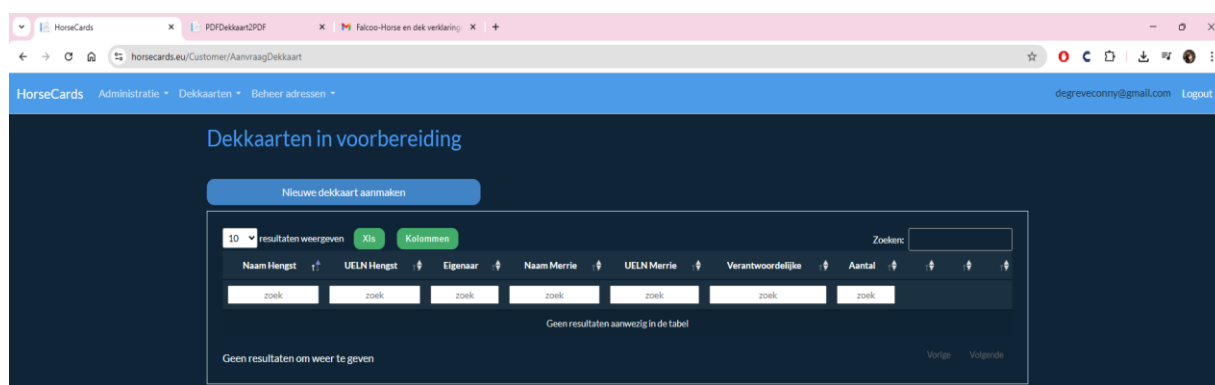 HorseCards
PDFDekkaart2PDF
Falcoo-Horse en dek verklaring-
horsecards.eu/Customer/AanvraagDekkaart
HorseCards Administratie Dekkaarten Beheer adressen degreveconny@gmail.com Logout
Dekkaarten in voorbereiding
Nieuwe dekkaart aanmaken
10 resultaten weergeven Xls Kolommen Zoeken:
Naam Hengst UELN Hengst Eigenaar Naam Merrie UELN Merrie Verantwoordelijke Aantal
zoek zoek zoek zoek zoek zoek zoek
Geen resultaten aanwezig in de tabel
Geen resultaten om weer te geven Vorige Volgende